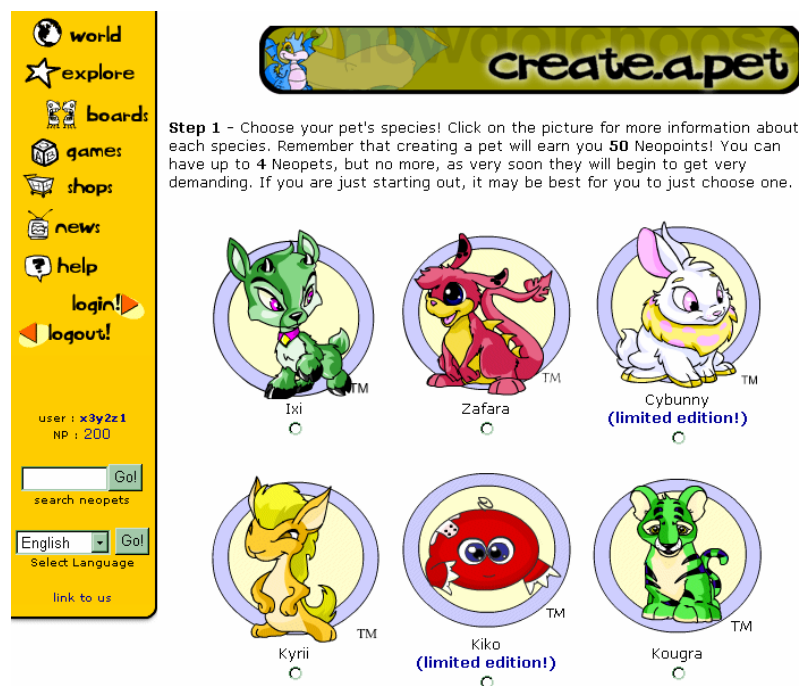 world
explore
boards
games
shops
news
help
login!
logout!
user : x3y2z1
NP : 200
Go!
search neopets
English
Go!
Select Language
link to us
create.a.pet
Step 1 - Choose your pet's species! Click on the picture for more information about
each species. Remember that creating a pet will earn you 50 Neopoints! You can
have up to 4 Neopets, but no more, as very soon they will begin to get very
demanding. If you are just starting out, it may be best for you to just choose one.
TM
Ixi
TM
Zafara
TM
Cybunny
(limited edition!)
TM
Kyrii
TM
Kiko
(limited edition!)
TM
Kougra